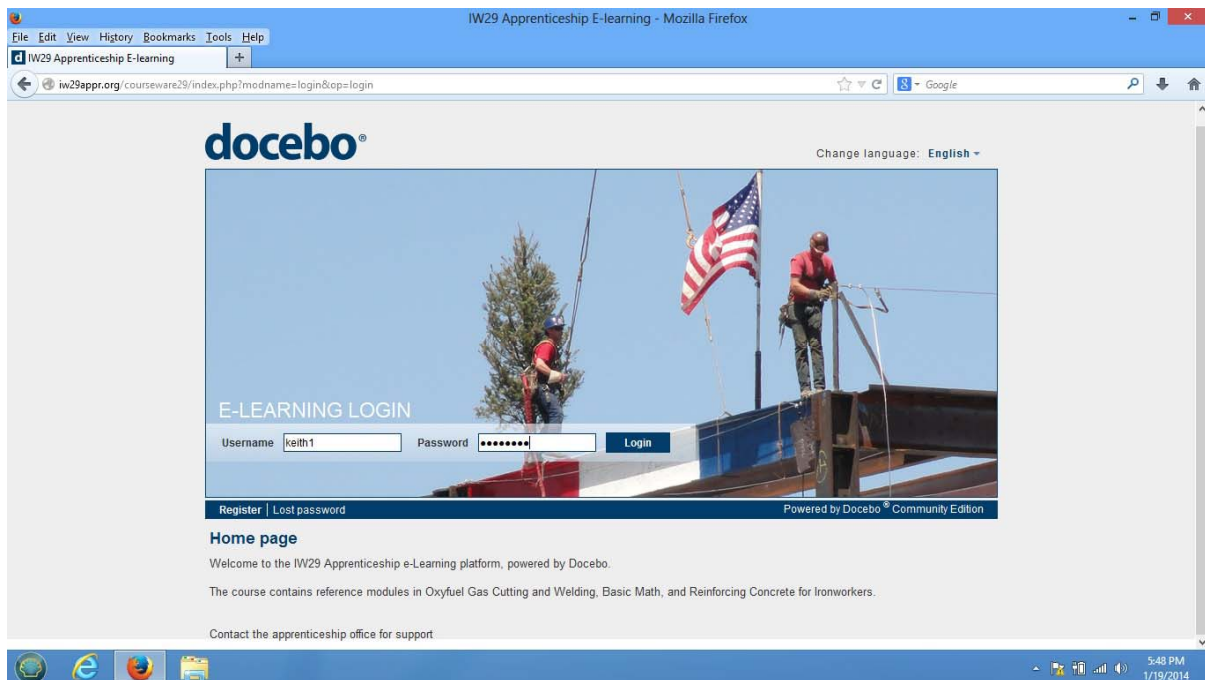 IW29 Apprenticeship E-learning - Mozilla Firefox
File Edit View History Bookmarks Tools Help
d IW29 Apprenticeship E-learning +
iw29appr.org/courseware29/index.php?modname=login&op=login
8 Google
docebo®
Change language: English
E-LEARNING LOGIN
Username keith1 Password •••••••• Login
Register | Lost password Powered by Docebo ® Community Edition
Home page
Welcome to the IW29 Apprenticeship e-Learning platform, powered by Docebo.
The course contains reference modules in Oxyfuel Gas Cutting and Welding, Basic Math, and Reinforcing Concrete for Ironworkers.
Contact the apprenticeship office for support
5:48 PM
1/19/2014